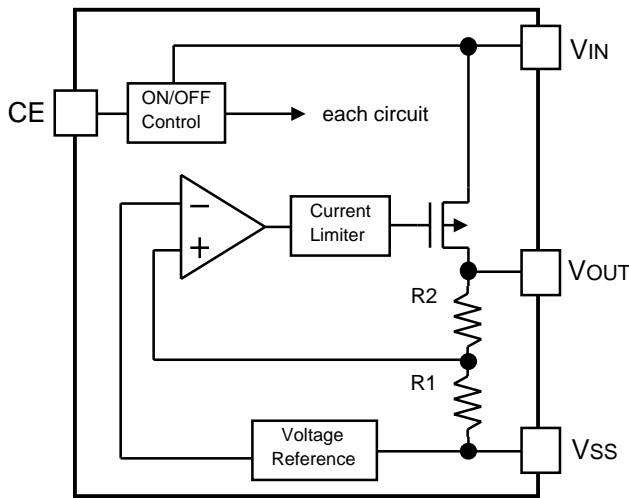 VIN
CE
ON/OFF
Control
each circuit
−
+
Current
Limiter
VOUT
R2
R1
Voltage
Reference
VSS